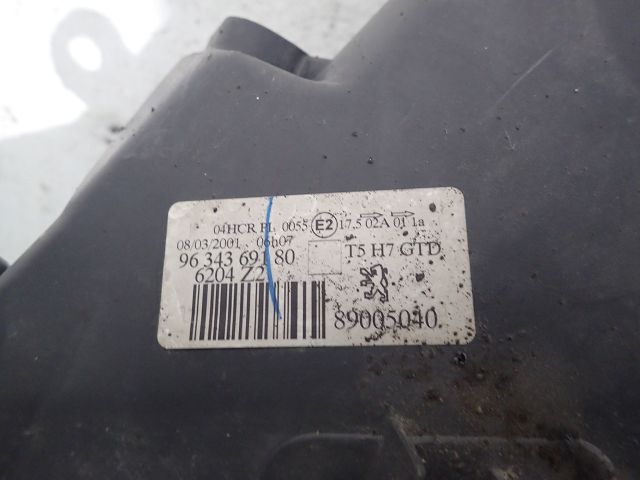 04HCR PL 0055 E2 17.5 02A 01 1a
08/03/2001 06h07
96 343 691 80 T5 H7 GTD
6204 Z2
89005040